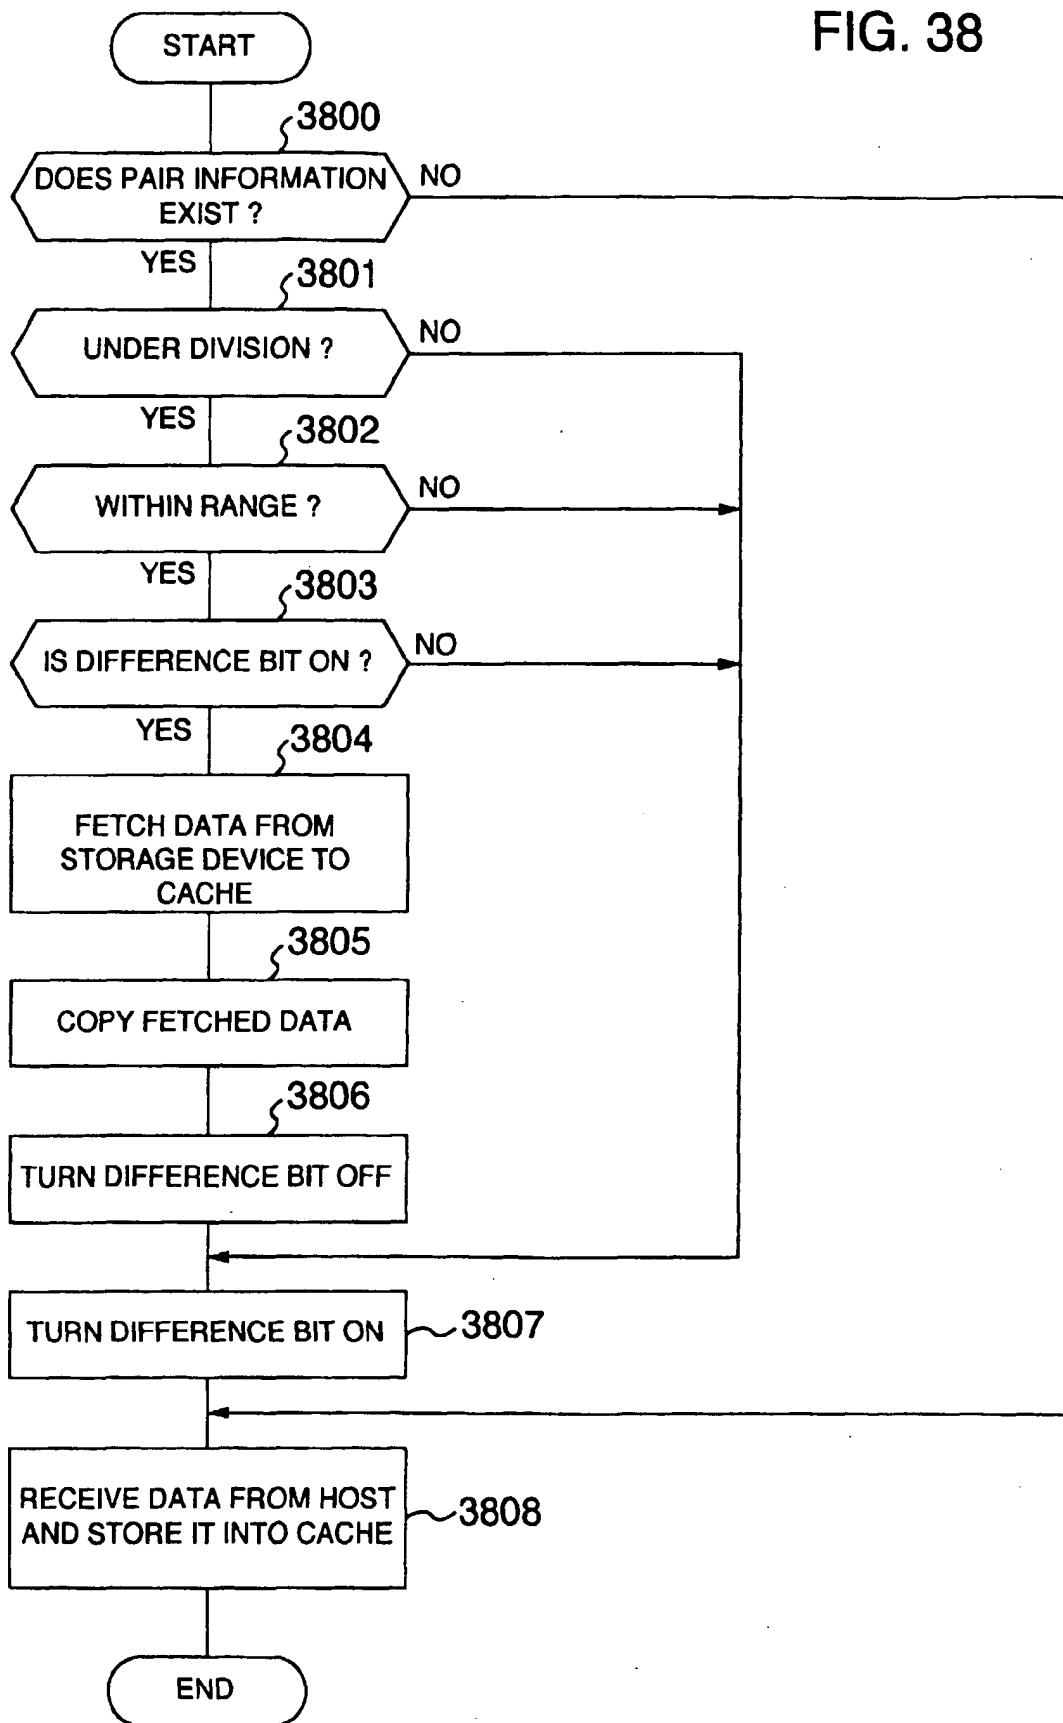 FIG. 38
START
3800
DOES PAIR INFORMATION
EXIST ?
NO
YES
3801
UNDER DIVISION ?
NO
YES
3802
WITHIN RANGE ?
NO
YES
3803
IS DIFFERENCE BIT ON ?
NO
YES
3804
FETCH DATA FROM
STORAGE DEVICE TO
CACHE
3805
COPY FETCHED DATA
3806
TURN DIFFERENCE BIT OFF
TURN DIFFERENCE BIT ON
3807
RECEIVE DATA FROM HOST
AND STORE IT INTO CACHE
3808
END